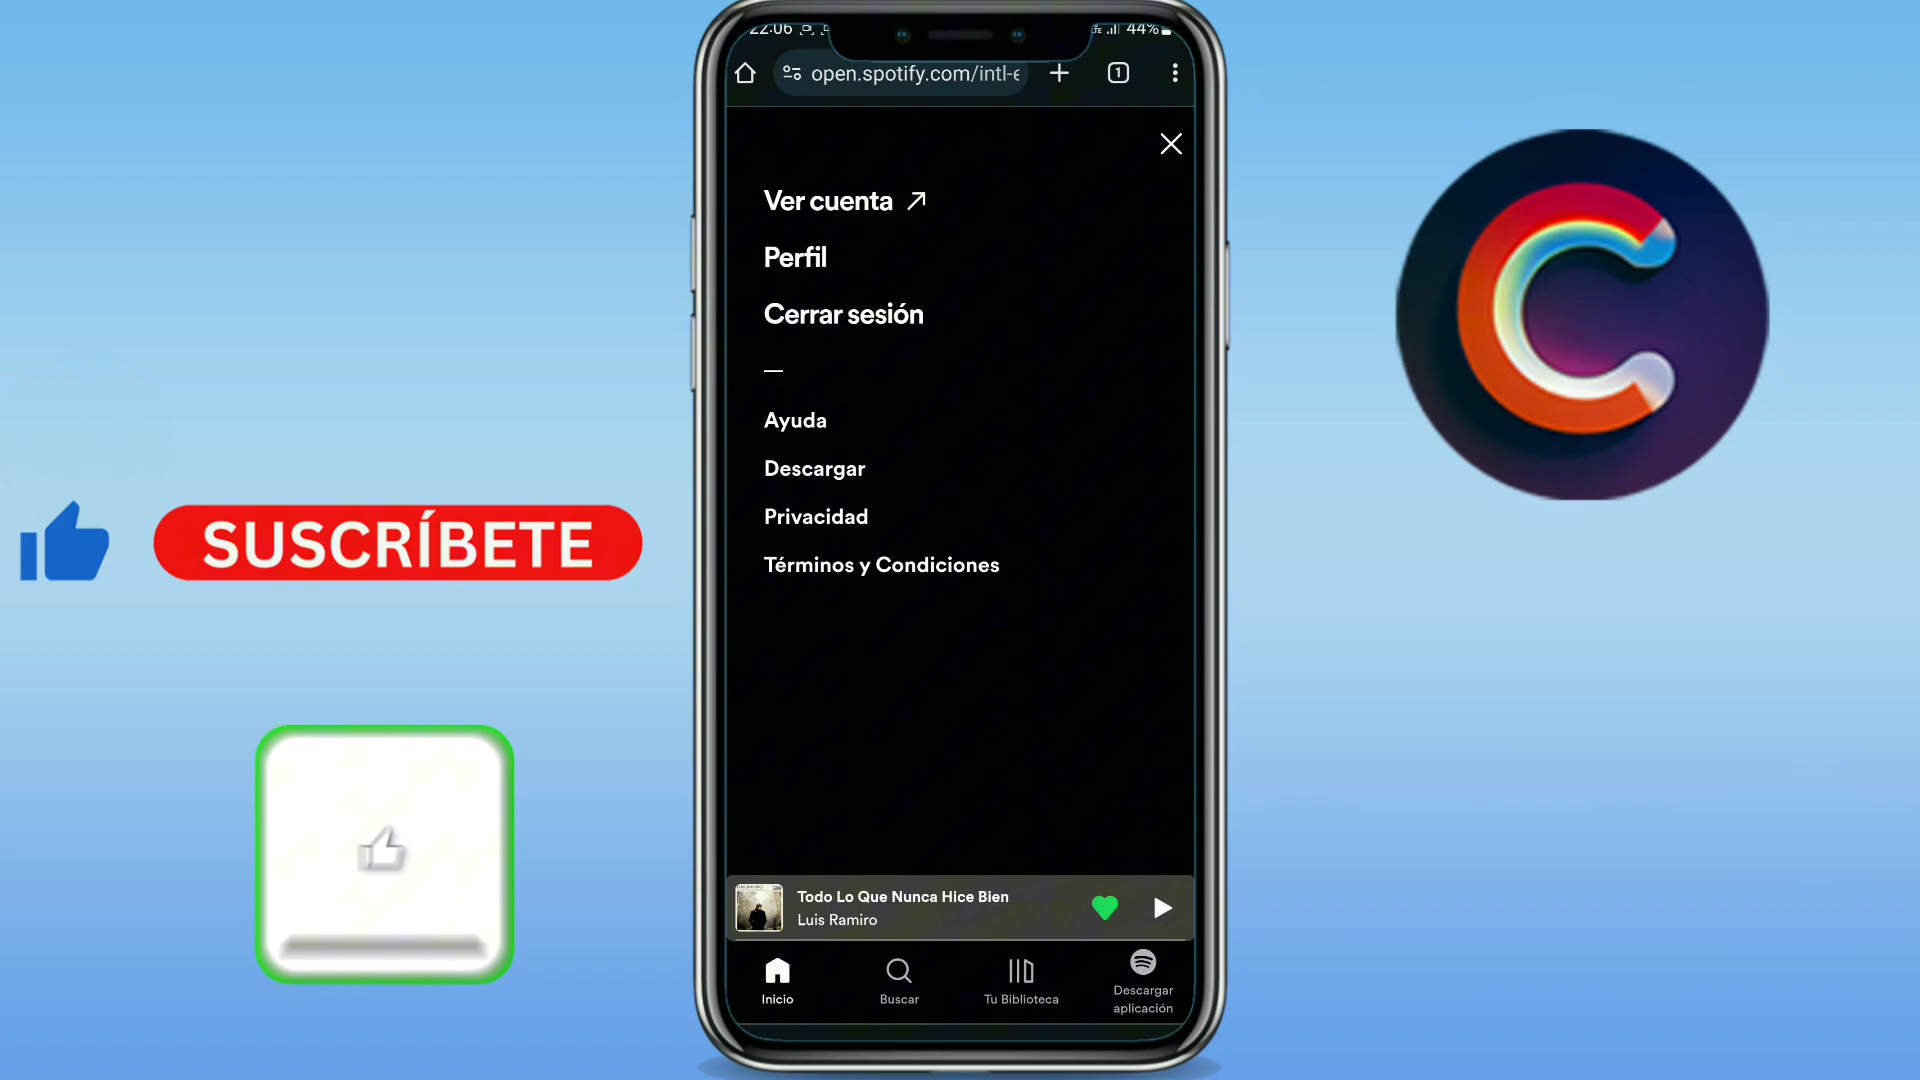 22:06
44%
open.spotify.com/intl-e
1
Ver cuenta
Perfil
Cerrar sesión
Ayuda
Descargar
Privacidad
Términos y Condiciones
SUSCRÍBETE
Todo Lo Que Nunca Hice Bien
Luis Ramiro
Inicio
Buscar
Tu Biblioteca
Descargar
aplicación